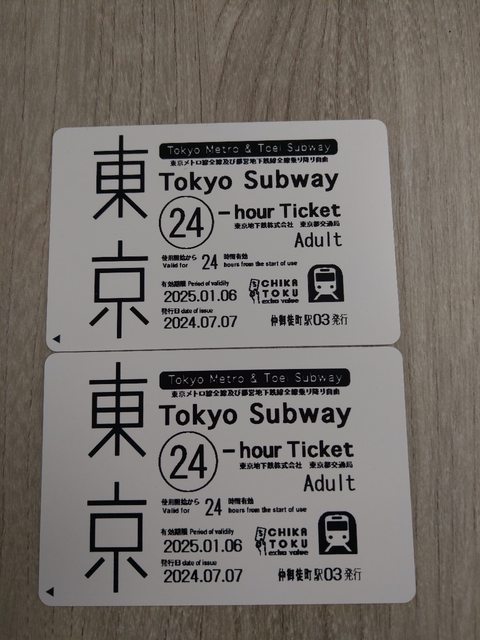 東京
Tokyo Metro & Toei Subway
東京メトロ線全線及び都営地下鉄線全線乗り降り自由
Tokyo Subway
24 -hour Ticket
東京地下鉄株式会社 東京都交通局
Adult
使用開始から 24 時間有効
Valid for hours from the start of use
有効期限 Period of validity
2025.01.06
発行日 date of issue
2024.07.07
CHIKA
TOKU
extra value
仲御徒町駅03発行
東京
Tokyo Metro & Toei Subway
東京メトロ線全線及び都営地下鉄線全線乗り降り自由
Tokyo Subway
24 -hour Ticket
東京地下鉄株式会社 東京都交通局
Adult
使用開始から 24 時間有効
Valid for hours from the start of use
有効期限 Period of validity
2025.01.06
発行日 date of issue
2024.07.07
CHIKA
TOKU
extra value
仲御徒町駅03発行